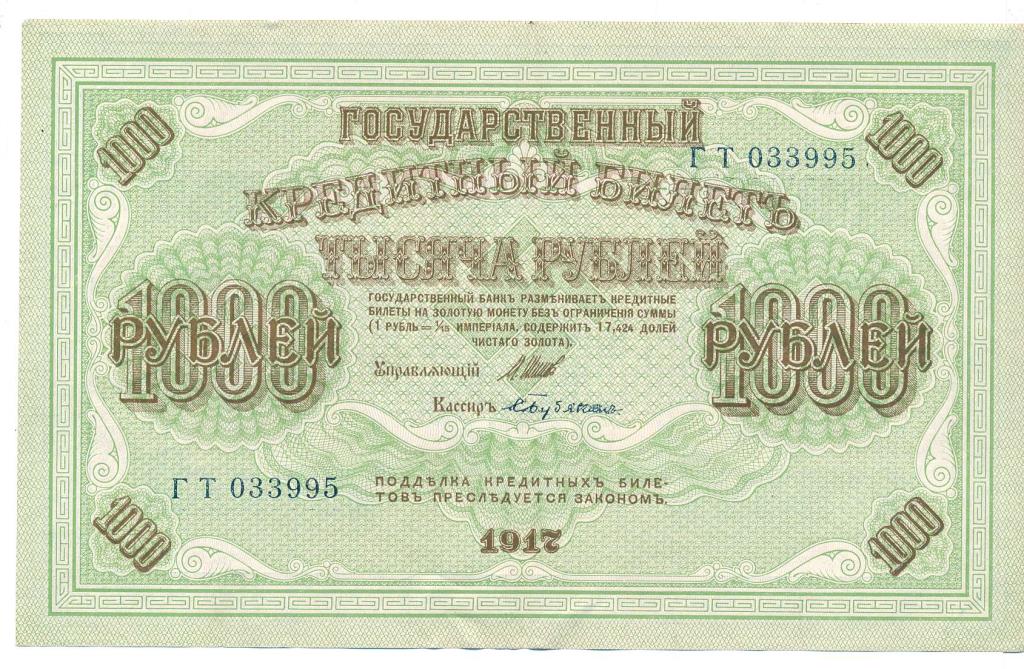 1000
ГОСУДАРСТВЕННЫЙ
1000
ГТ 033995
КРЕДИТНЫЙ БИЛЕТЪ
ТЫСЯЧА РУБЛЕЙ
1000
РУБЛЕЙ
ГОСУДАРСТВЕННЫЙ БАНКЪ РАЗМѢНИВАЕТЪ КРЕДИТНЫЕ
БИЛЕТЫ НА ЗОЛОТУЮ МОНЕТУ БЕЗЪ ОГРАНИЧЕНІЯ СУММЫ
(1 РУБЛЬ = 1/15 ИМПЕРІАЛА, СОДЕРЖИТЪ 17,424 ДОЛЕЙ
ЧИСТАГО ЗОЛОТА).
1000
РУБЛЕЙ
Управляющій
Кассиръ
ГТ 033995
ПОДДѢЛКА КРЕДИТНЫХЪ БИЛЕ-
ТОВЪ ПРЕСЛѢДУЕТСЯ ЗАКОНОМЪ.
1000
1917
1000